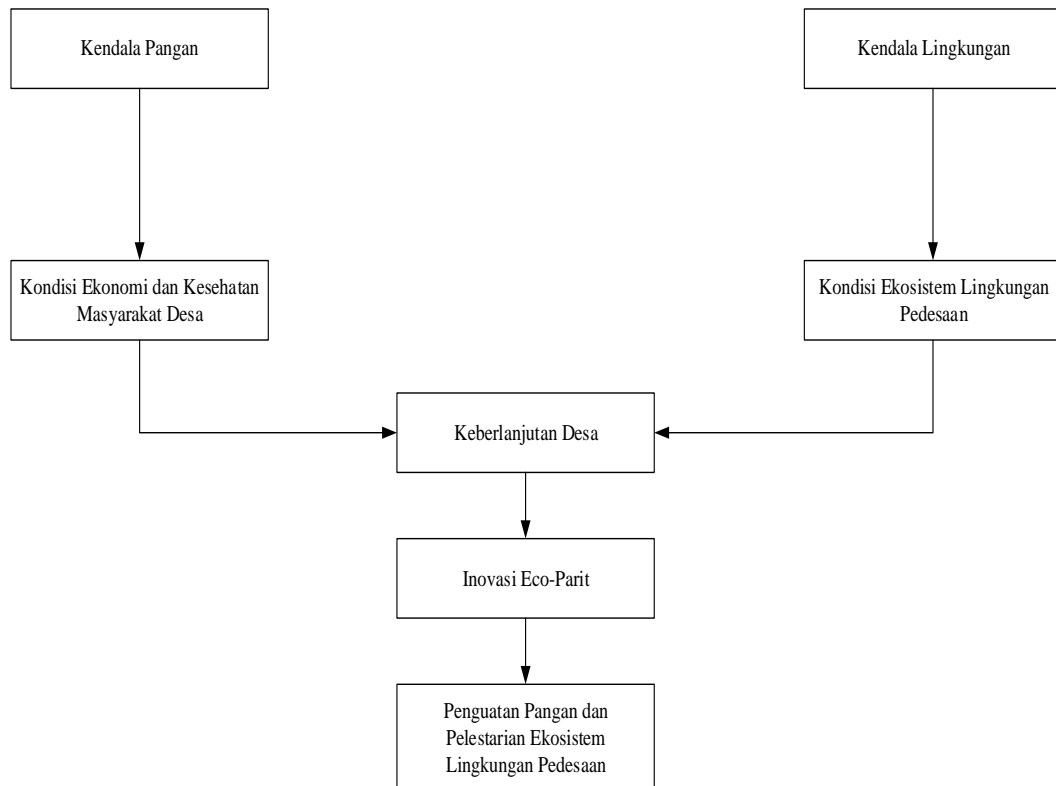 Kendala Pangan
Kendala Lingkungan
Kondisi Ekonomi dan Kesehatan
Masyarakat Desa
Kondisi Ekosistem Lingkungan
Pedesaan
Keberlanjutan Desa
Inovasi Eco-Parit
Penguatan Pangan dan
Pelestarian Ekosistem
Lingkungan Pedesaan